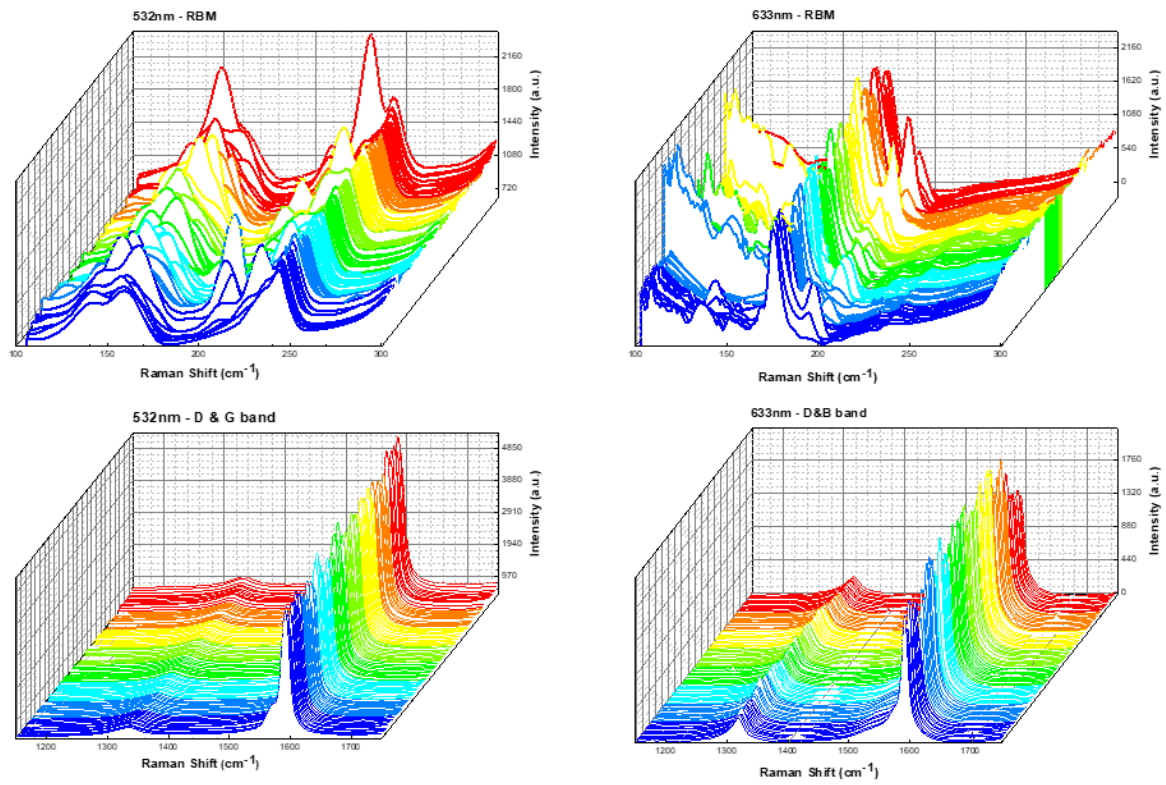 532nm - RBM
2160
1800
1440
1080
720
Intensity (a.u.)
100 150 200 250 300
Raman Shift (cm-1)
633nm - RBM
2160
1620
1080
540
0
Intensity (a.u.)
100 150 200 250 300
Raman Shift (cm-1)
532nm - D & G band
4850
3880
2910
1940
970
Intensity (a.u.)
1200 1300 1400 1500 1600 1700
Raman Shift (cm-1)
633nm - D&B band
1760
1320
880
440
0
Intensity (a.u.)
1200 1300 1400 1500 1600 1700
Raman Shift (cm-1)